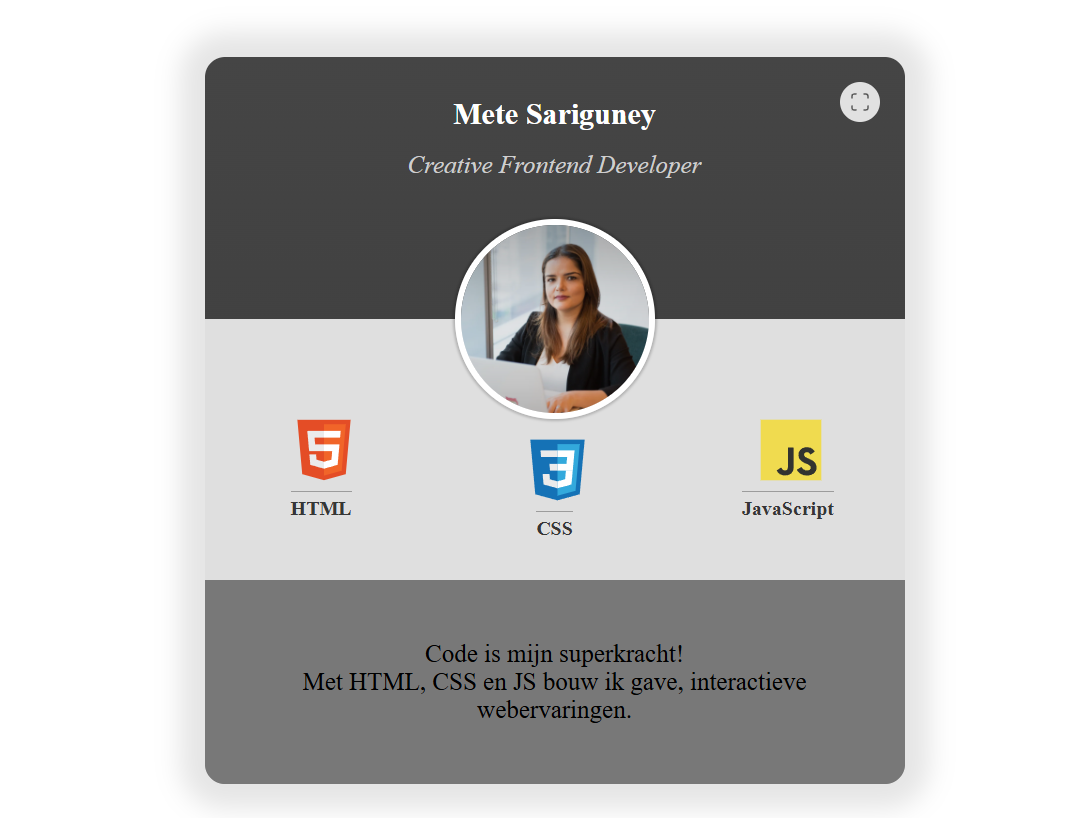 Mete Sariguney
Creative Frontend Developer
5
3
JS
HTML
CSS
JavaScript
Code is mijn superkracht!
Met HTML, CSS en JS bouw ik gave, interactieve
webervaringen.